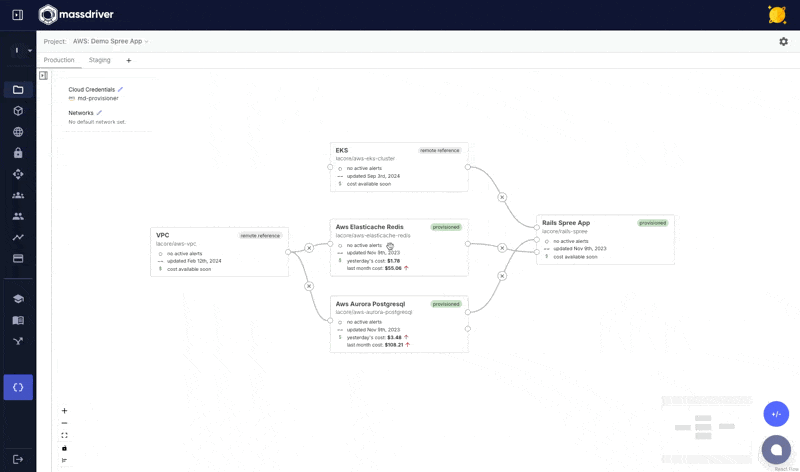 massdriver
Project: AWS: Demo Spree App
Production Staging +
Cloud Credentials
md-provisioner
Networks
No default network set.
EKS remote reference
iacore/aws-eks-cluster
no active alerts
updated Sep 3rd, 2024
cost available soon
VPC remote reference
iacore/aws-vpc
no active alerts
updated Feb 12th, 2024
cost available soon
Aws Elasticache Redis provisioned
iacore/aws-elasticache-redis
no active alerts
updated Nov 9th, 2023
yesterday's cost: $1.78
last month cost: $55.06 ↑
Aws Aurora Postgresql provisioned
iacore/aws-aurora-postgresql
no active alerts
updated Nov 9th, 2023
yesterday's cost: $3.48 ↑
last month cost: $108.21 ↑
Rails Spree App provisioned
iacore/rails-spree
no active alerts
updated Nov 9th, 2023
cost available soon
+/-
React Flow